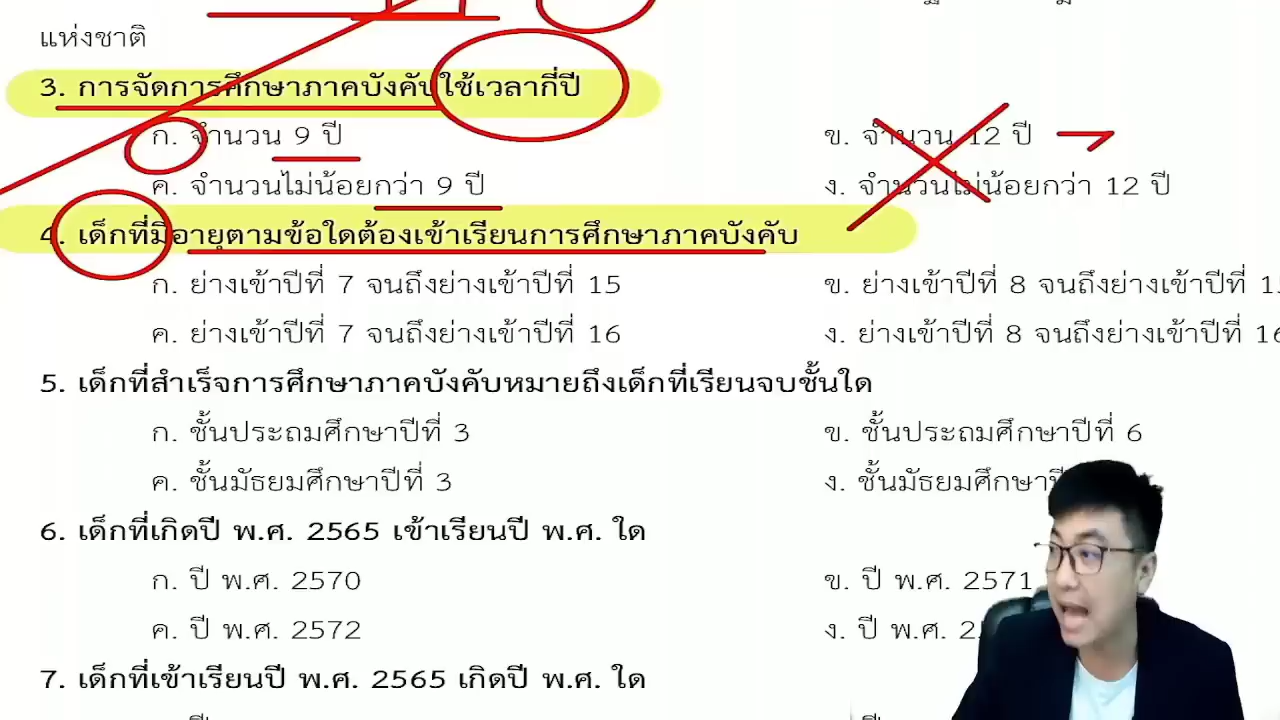 แห่งชาติ
3. การจัดการศึกษาภาคบังคับใช้เวลากี่ปี
ก. จำนวน 9 ปี ข. จำนวน 12 ปี
ค. จำนวนไม่น้อยกว่า 9 ปี ง. จำนวนไม่น้อยกว่า 12 ปี
4. เด็กที่มีอายุตามข้อใดต้องเข้าเรียนการศึกษาภาคบังคับ
ก. ย่างเข้าปีที่ 7 จนถึงย่างเข้าปีที่ 15 ข. ย่างเข้าปีที่ 8 จนถึงย่างเข้าปีที่
ค. ย่างเข้าปีที่ 7 จนถึงย่างเข้าปีที่ 16 ง. ย่างเข้าปีที่ 8 จนถึงย่างเข้าปีที่ 16
5. เด็กที่สำเร็จการศึกษาภาคบังคับหมายถึงเด็กที่เรียนจบชั้นใด
ก. ชั้นประถมศึกษาปีที่ 3 ข. ชั้นประถมศึกษาปีที่ 6
ค. ชั้นมัธยมศึกษาปีที่ 3 ง. ชั้นมัธยมศึกษา
6. เด็กที่เกิดปี พ.ศ. 2565 เข้าเรียนปี พ.ศ. ใด
ก. ปี พ.ศ. 2570 ข. ปี พ.ศ. 2571
ค. ปี พ.ศ. 2572 ง. ปี พ.ศ.
7. เด็กที่เข้าเรียนปี พ.ศ. 2565 เกิดปี พ.ศ. ใด